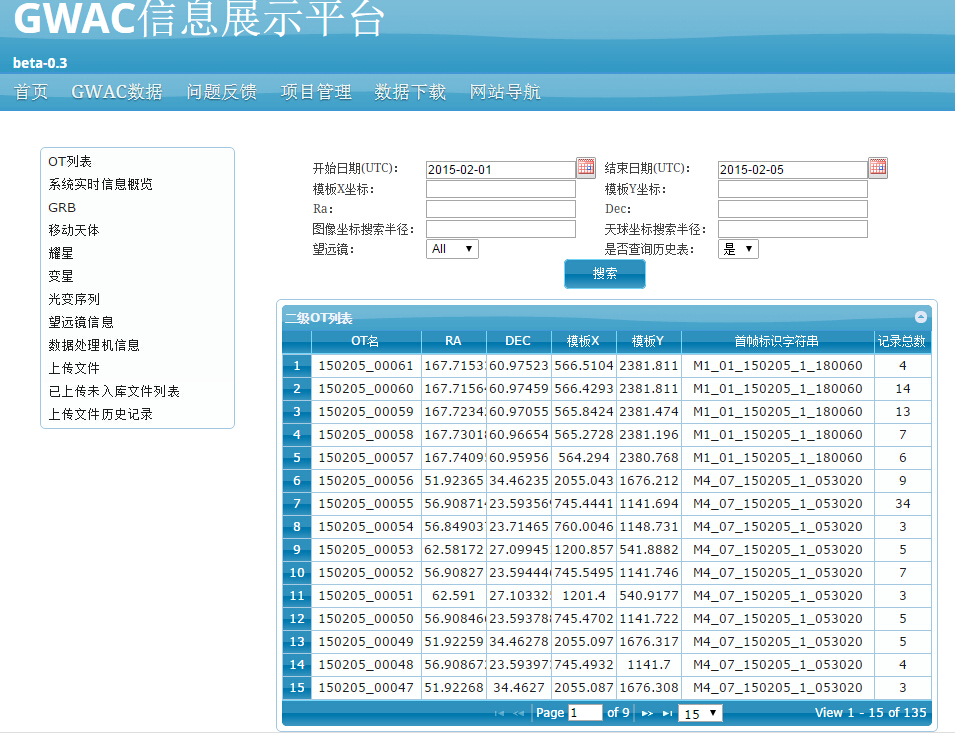 GWAC信息展示平台
beta-0.3
首页 GWAC数据 问题反馈 项目管理 数据下载 网站导航
OT列表
系统实时信息概览
GRB
移动天体
耀星
变星
光变序列
望远镜信息
数据处理机信息
上传文件
已上传未入库文件列表
上传文件历史记录
开始日期(UTC): 2015-02-01 结束日期(UTC): 2015-02-05
模板X坐标: 模板Y坐标:
Ra: Dec:
图像坐标搜索半径: 天球坐标搜索半径:
望远镜: All 是否查询历史表: 是
搜索
二级OT列表
OT名 RA DEC 模板X 模板Y 首帧标识字符串 记录总数
1 150205_00061 167.7153 60.97523 566.5104 2381.811 M1_01_150205_1_180060 4
2 150205_00060 167.7156 60.97459 566.4293 2381.811 M1_01_150205_1_180060 14
3 150205_00059 167.7234 60.97055 565.8424 2381.474 M1_01_150205_1_180060 13
4 150205_00058 167.7301 60.96654 565.2728 2381.196 M1_01_150205_1_180060 7
5 150205_00057 167.7409 60.95956 564.294 2380.768 M1_01_150205_1_180060 6
6 150205_00056 51.92365 34.46235 2055.043 1676.212 M4_07_150205_1_053020 9
7 150205_00055 56.90871 23.59356 745.4441 1141.694 M4_07_150205_1_053020 34
8 150205_00054 56.84903 23.71465 760.0046 1148.731 M4_07_150205_1_053020 3
9 150205_00053 62.58172 27.09945 1200.857 541.8882 M4_07_150205_1_053020 5
10 150205_00052 56.90827 23.59444 745.5495 1141.746 M4_07_150205_1_053020 7
11 150205_00051 62.591 27.10332 1201.4 540.9177 M4_07_150205_1_053020 3
12 150205_00050 56.90846 23.59378 745.4702 1141.722 M4_07_150205_1_053020 5
13 150205_00049 51.92259 34.46278 2055.097 1676.317 M4_07_150205_1_053020 5
14 150205_00048 56.90867 23.59397 745.4932 1141.7 M4_07_150205_1_053020 4
15 150205_00047 51.92268 34.4627 2055.087 1676.308 M4_07_150205_1_053020 3
Page 1 of 9 15 View 1 - 15 of 135